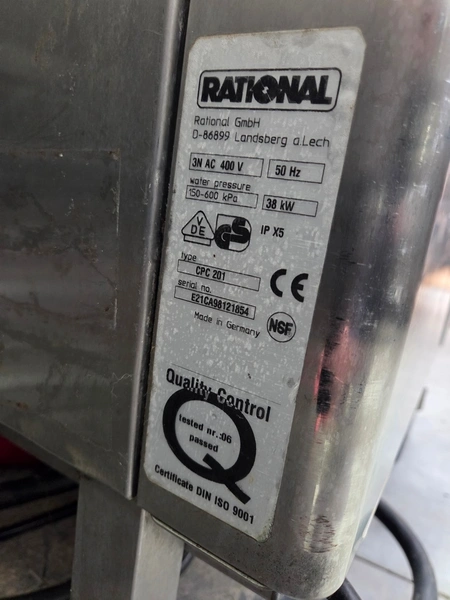 RATIONAL
Rational GmbH
D-86899 Landsberg a.Lech
3N AC 400 V 50 Hz
water pressure
150-600 kPa 38 kW
V
DE
GS
IP X5
type
CPC 201
CE
serial no.
E21CA98121854
Made in Germany
NSF
Quality Control
tested nr.:06
passed
Certificate DIN ISO 9001